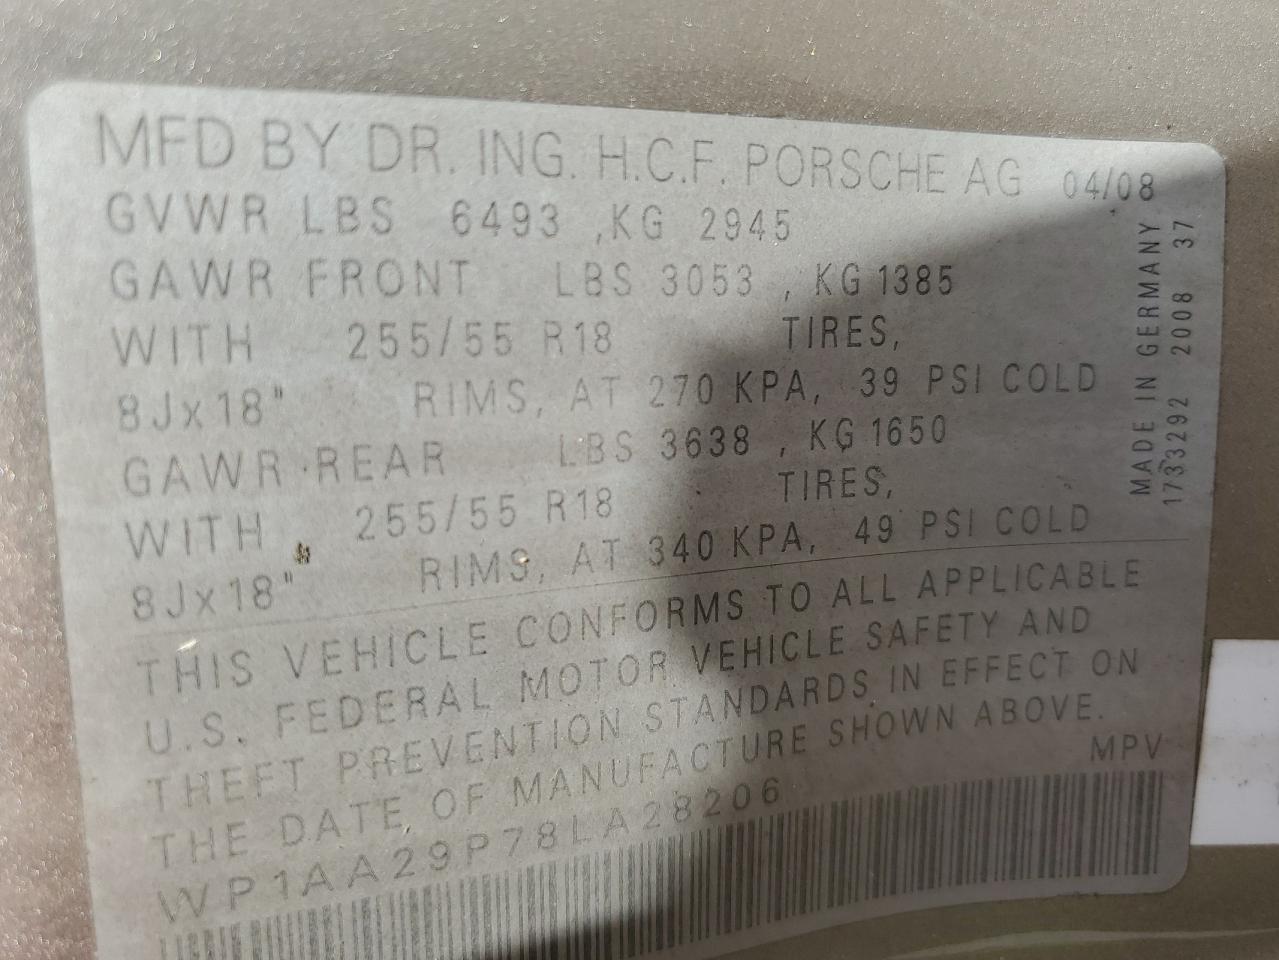 MFD BY DR. ING. H.C.F. PORSCHE AG 04/08
GVWR LBS 6493 ,KG 2945
GAWR FRONT LBS 3053 , KG 1385
WITH 255/55 R18 TIRES,
8Jx18" RIMS, AT 270 KPA, 39 PSI COLD
GAWR REAR LBS 3638 , KG 1650
WITH 255/55 R18 TIRES,
8Jx18" RIMS, AT 340 KPA, 49 PSI COLD
THIS VEHICLE CONFORMS TO ALL APPLICABLE
U.S. FEDERAL MOTOR VEHICLE SAFETY AND
THEFT PREVENTION STANDARDS IN EFFECT ON
THE DATE OF MANUFACTURE SHOWN ABOVE.
MPV
WP1AA29P78LA28206
MADE IN GERMANY
1733292 2008 37